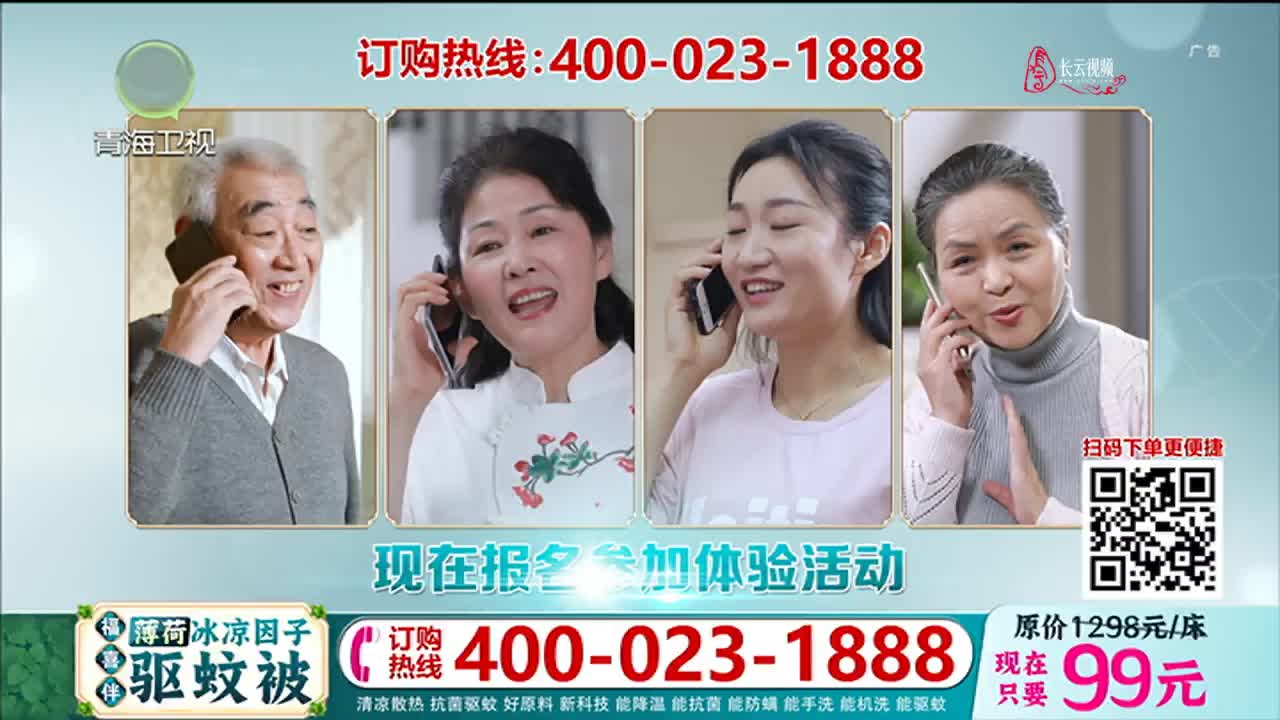 订购热线:400-023-1888
长云视频
广告
青海卫视
扫码下单更便捷
现在报名参加体验活动
福喜伴
薄荷冰凉因子
驱蚊被
订购热线
400-023-1888
清凉散热 抗菌驱蚊 好原料 新科技 能降温 能抗菌 能防螨 能手洗 能机洗 能驱蚊
原价1298元/床
现在只要
99元